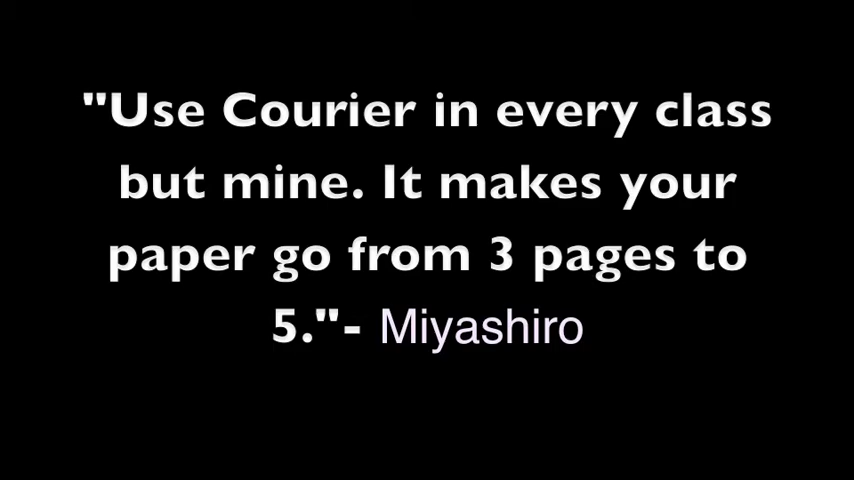 "Use Courier in every class
but mine. It makes your
paper go from 3 pages to
5."- Miyashiro